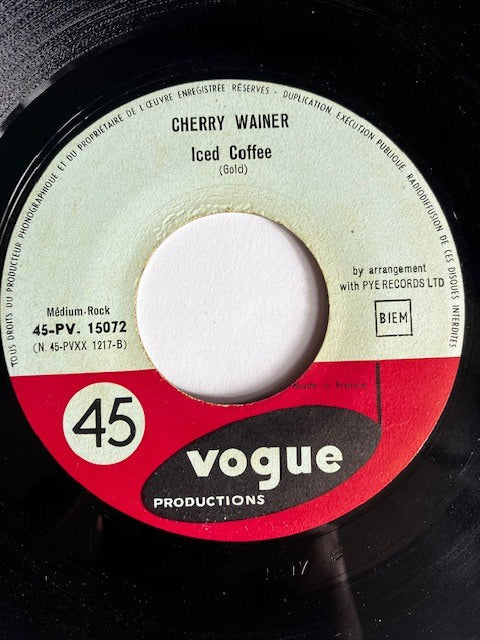 TOUS DROITS DU PRODUCTEUR PHONOGRAPHIQUE ET DU PROPRIÉTAIRE DE L'ŒUVRE ENREGISTRÉE RÉSERVÉS - DUPLICATION EXÉCUTION PUBLIQUE RADIODIFFUSION DE CES DISQUES INTERDITES
CHERRY WAINER
Iced Coffee
(Gold)
by arrangement
with PYE RECORDS LTD
BIEM
Médium-Rock
45-PV. 15072
(N. 45-PVXX 1217-B)
Made in France
45
vogue
PRODUCTIONS